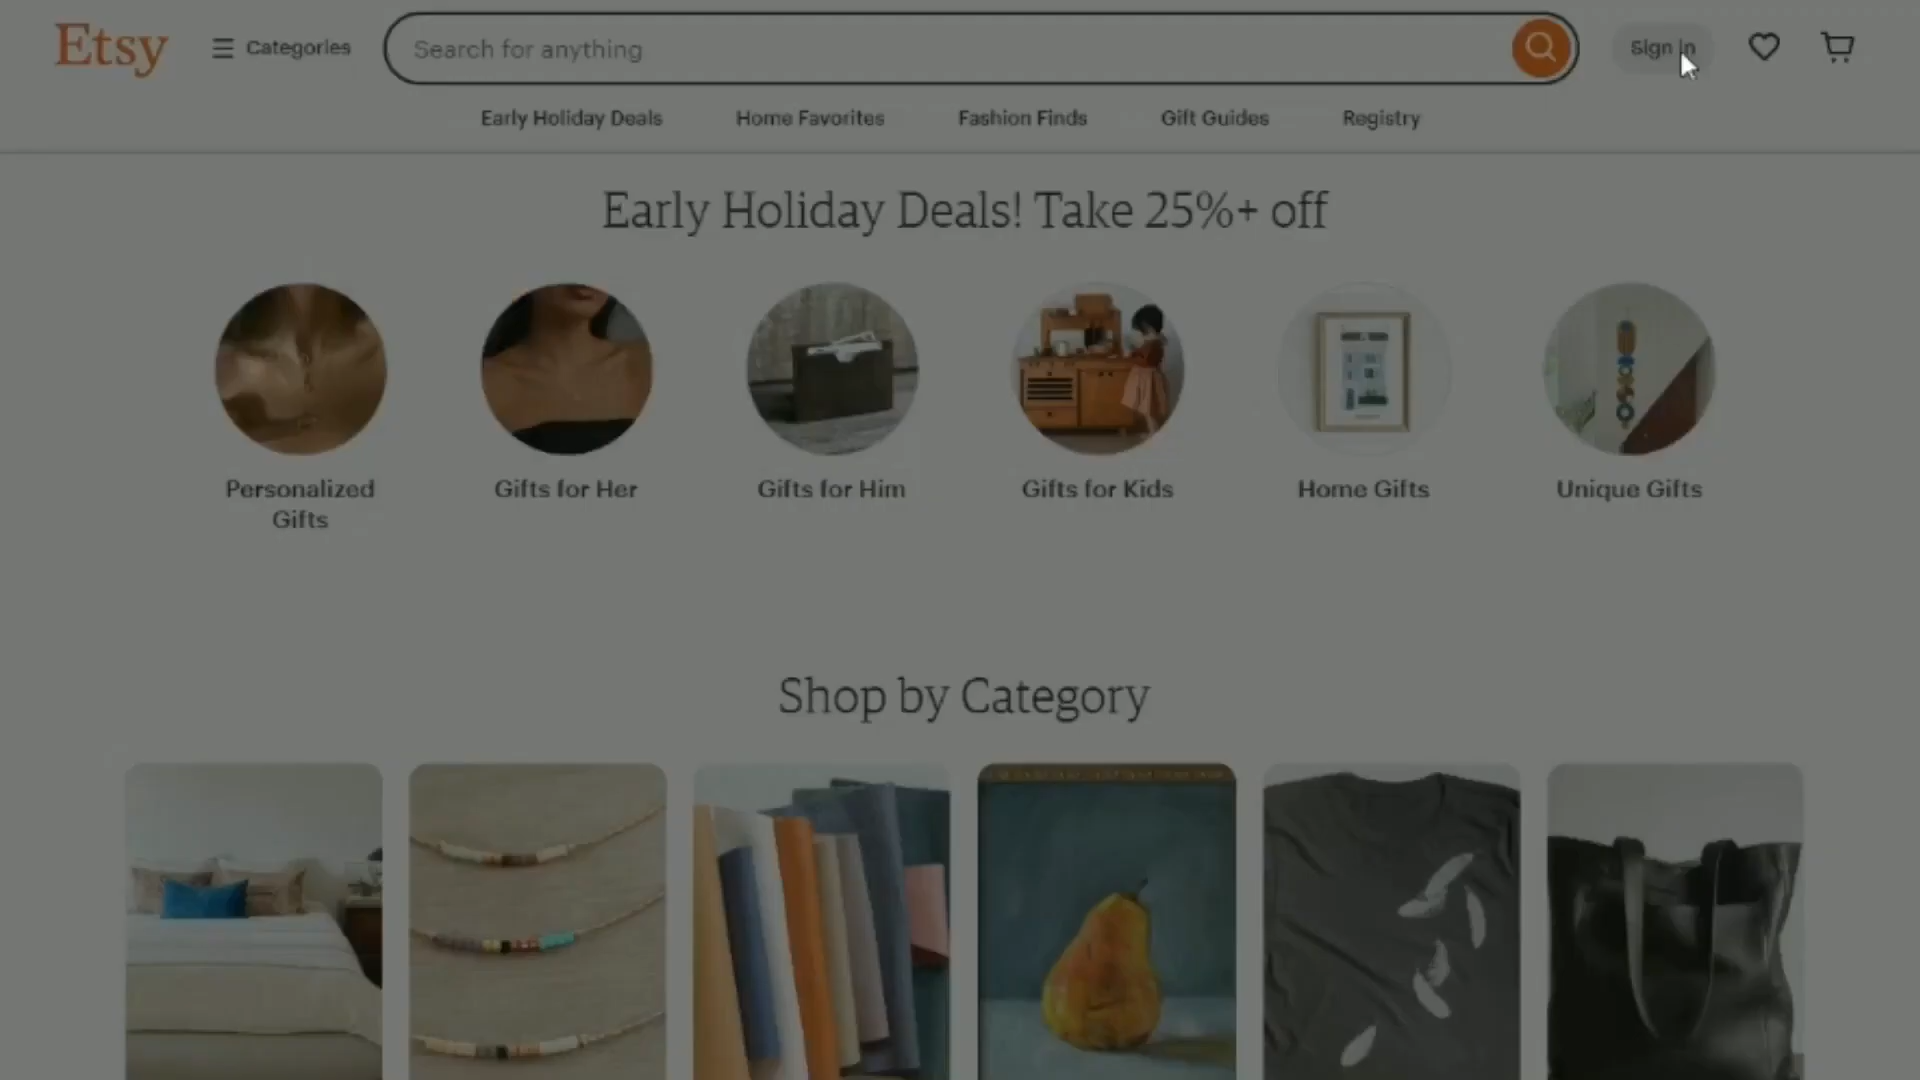 Etsy
Categories
Search for anything
Sign in
Early Holiday Deals
Home Favorites
Fashion Finds
Gift Guides
Registry
Early Holiday Deals! Take 25%+ off
Personalized
Gifts
Gifts for Her
Gifts for Him
Gifts for Kids
Home Gifts
Unique Gifts
Shop by Category